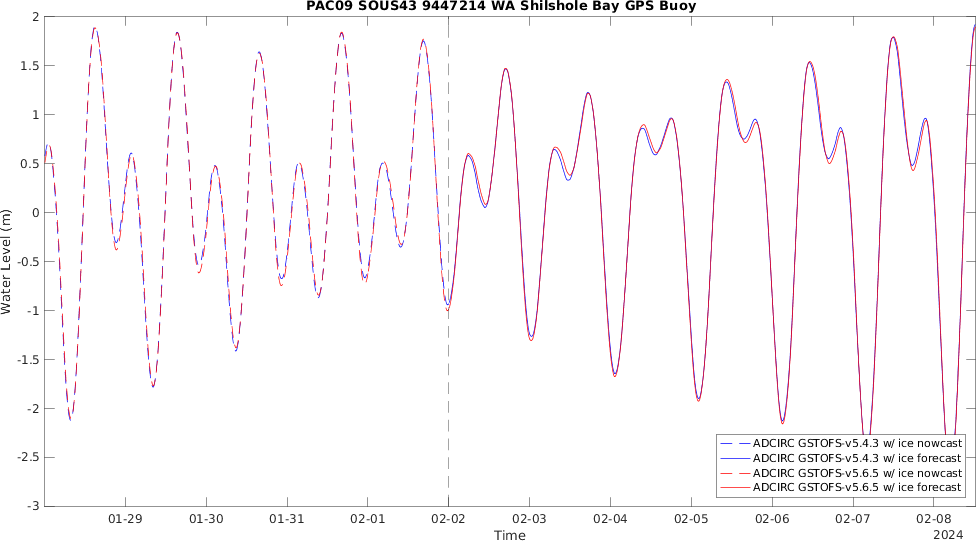 PAC09 SOUS43 9447214 WA Shilshole Bay GPS Buoy
2
1.5
1
0.5
0
-0.5
-1
-1.5
-2
-2.5
-3
Water Level (m)
ADCIRC GSTOFS-v5.4.3 w/ ice nowcast
ADCIRC GSTOFS-v5.4.3 w/ ice forecast
ADCIRC GSTOFS-v5.6.5 w/ ice nowcast
ADCIRC GSTOFS-v5.6.5 w/ ice forecast
01-29 01-30 01-31 02-01 02-02 02-03 02-04 02-05 02-06 02-07 02-08
Time
2024